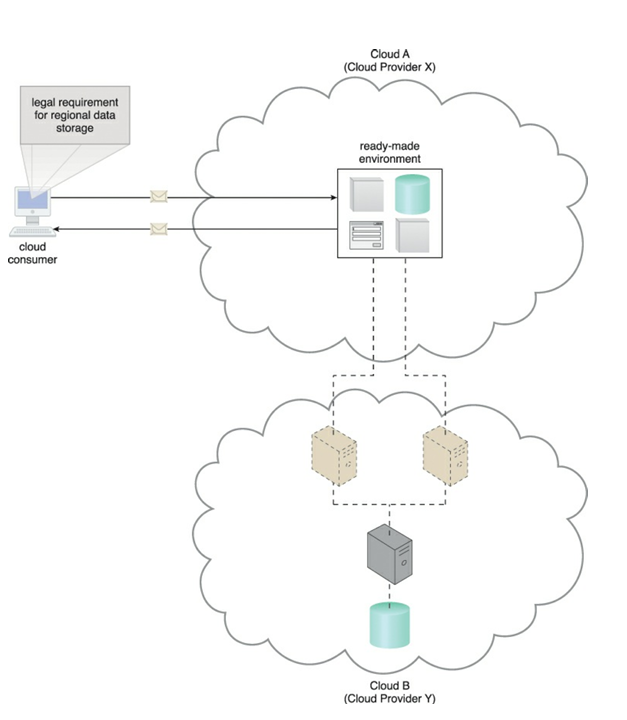 Cloud A
(Cloud Provider X)
legal requirement
for regional data
storage
ready-made
environment
cloud
consumer
Cloud B
(Cloud Provider Y)